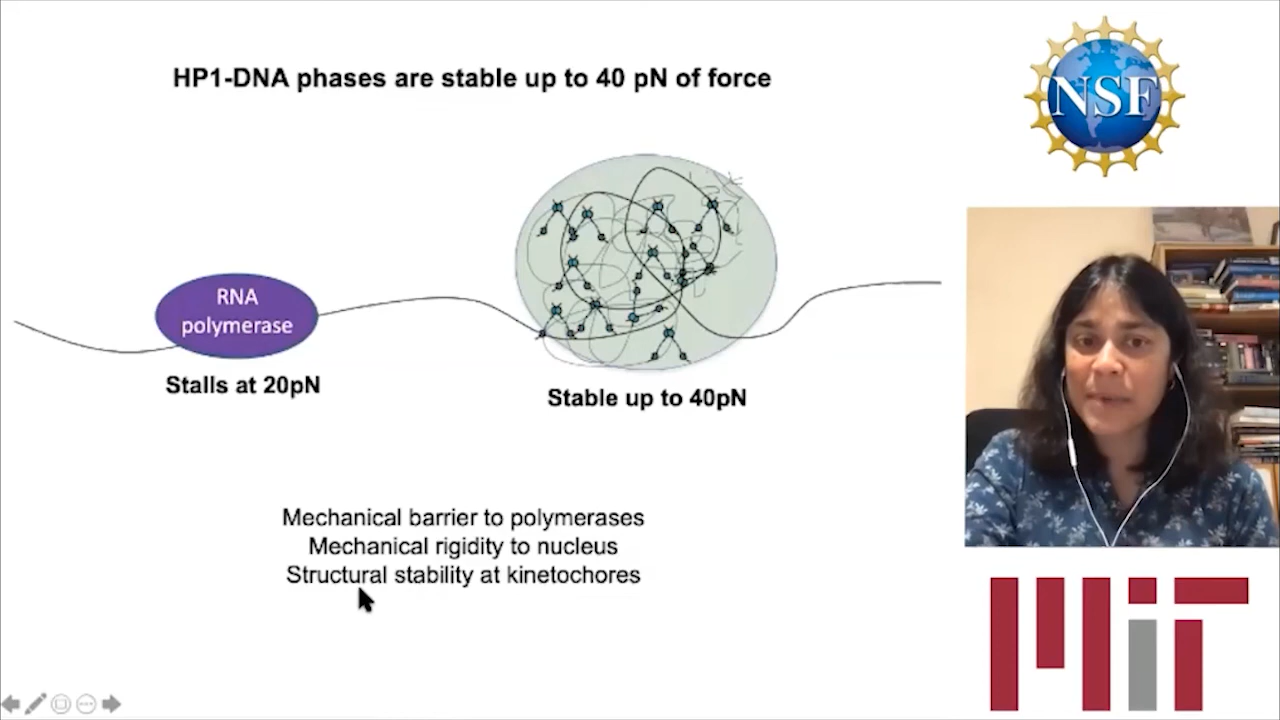 HP1-DNA phases are stable up to 40 pN of force
NSF
RNA
polymerase
Stalls at 20pN
Stable up to 40pN
Mechanical barrier to polymerases
Mechanical rigidity to nucleus
Structural stability at kinetochores
MIT